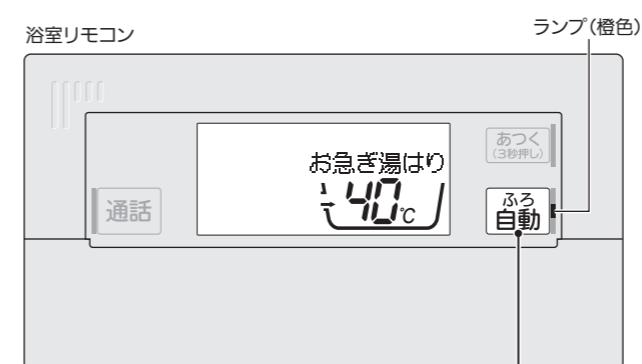 浴室リモコン
ランプ(橙色)
あつく
(3秒押し)
お急ぎ湯はり
40℃
通話
ふろ
自動